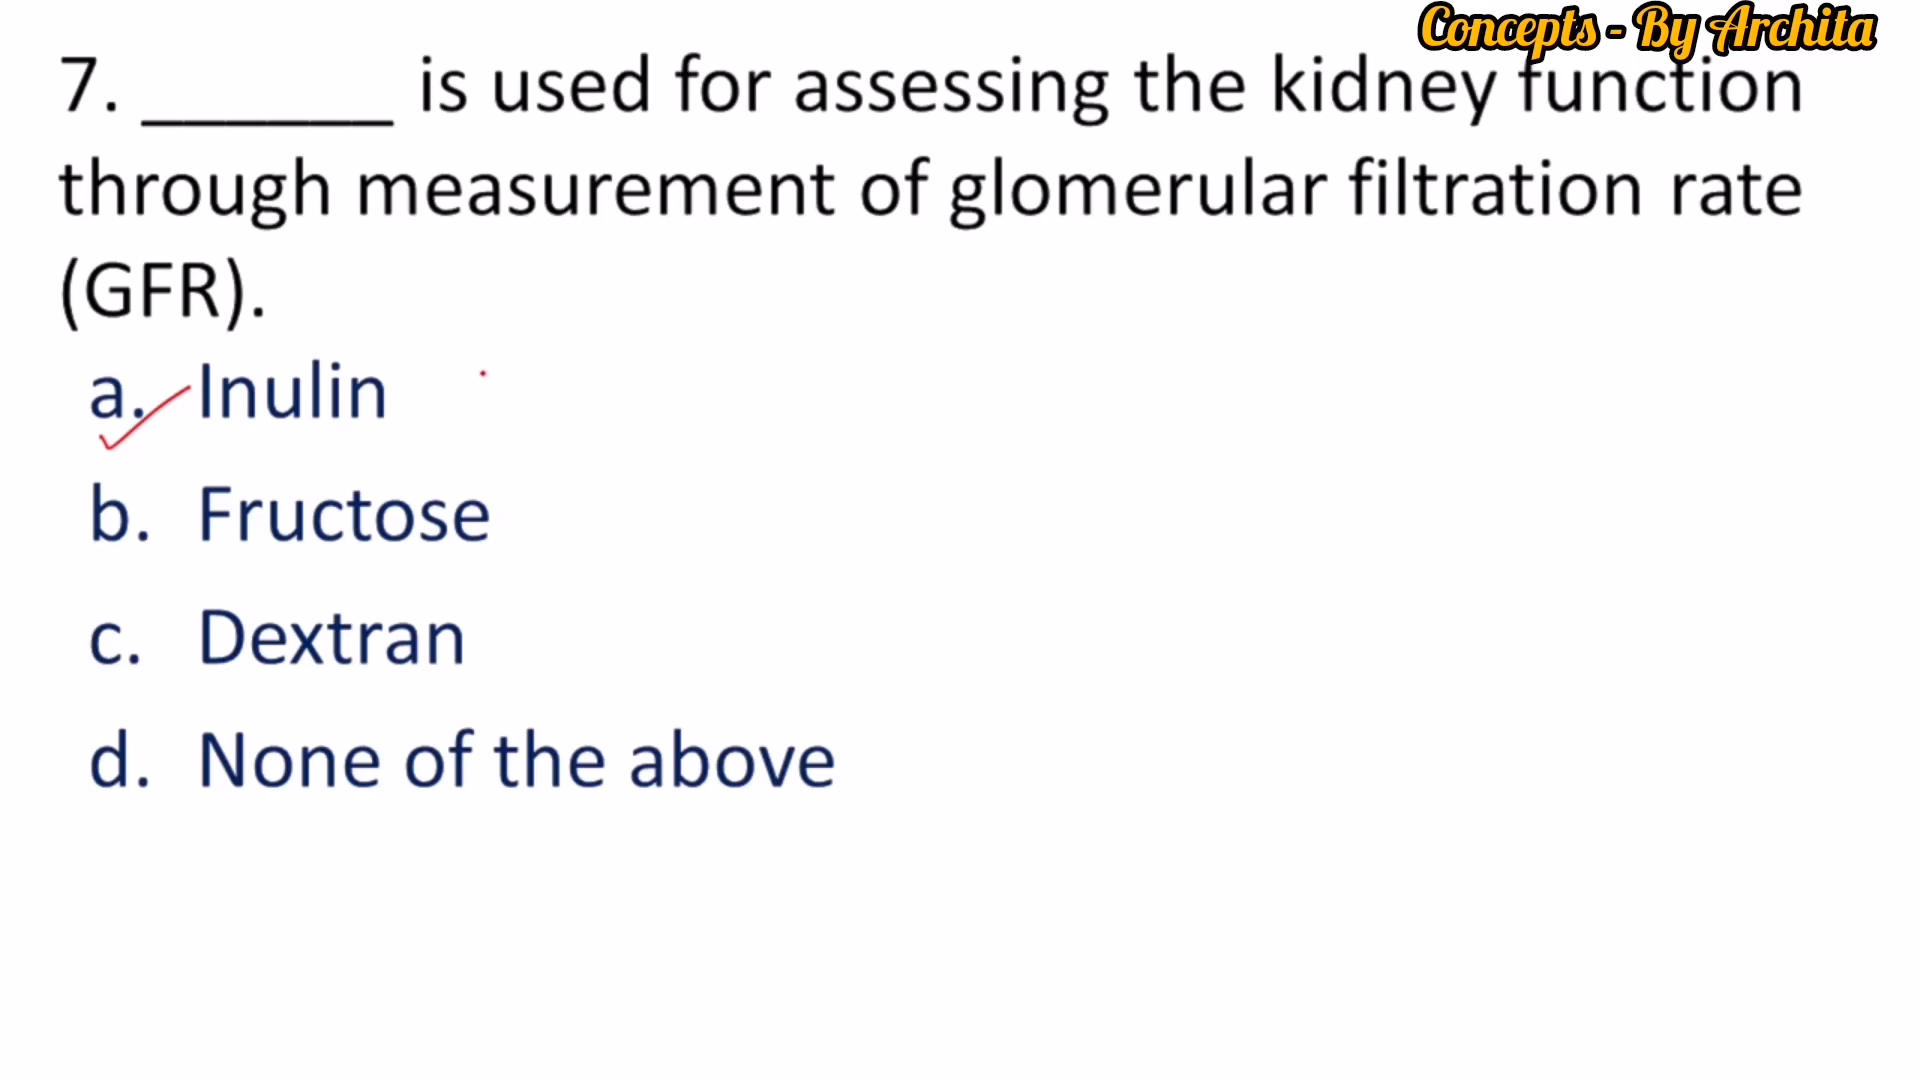 Concepts - By Archita
7. ______ is used for assessing the kidney function
through measurement of glomerular filtration rate
(GFR).
a. Inulin
b. Fructose
c. Dextran
d. None of the above